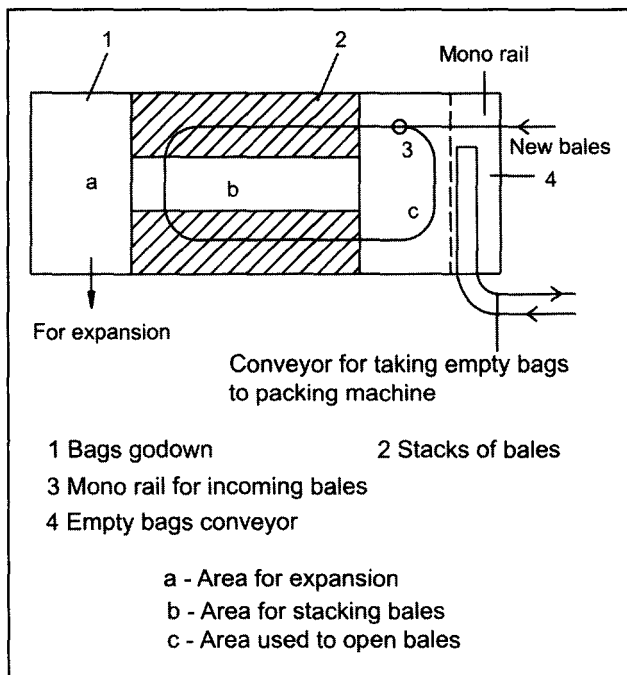 1
2
Mono rail
3
New bales
4
a
b
c
For expansion
Conveyor for taking empty bags
to packing machine
1 Bags godown
2 Stacks of bales
3 Mono rail for incoming bales
4 Empty bags conveyor
a - Area for expansion
b - Area for stacking bales
c - Area used to open bales